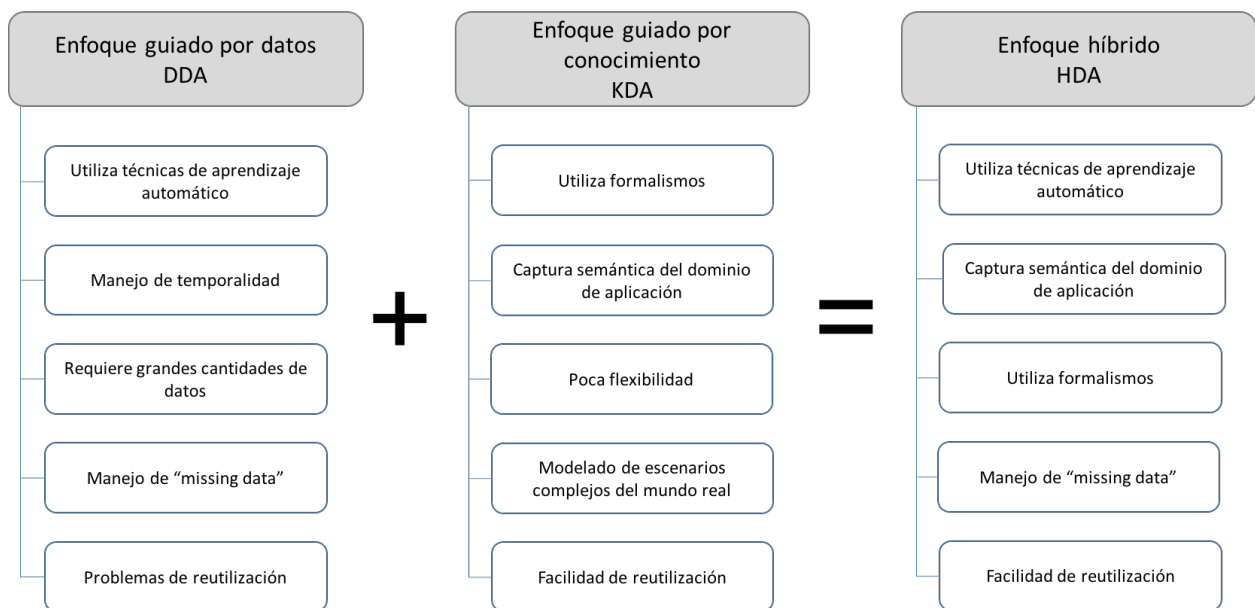 Enfoque guiado por datos
DDA
Utiliza técnicas de aprendizaje
automático
Manejo de temporalidad
Requiere grandes cantidades de
datos
Manejo de “missing data”
Problemas de reutilización
+
Enfoque guiado por
conocimiento
KDA
Utiliza formalismos
Captura semántica del dominio
de aplicación
Poca flexibilidad
Modelado de escenarios
complejos del mundo real
Facilidad de reutilización
=
Enfoque híbrido
HDA
Utiliza técnicas de aprendizaje
automático
Captura semántica del dominio
de aplicación
Utiliza formalismos
Manejo de “missing data”
Facilidad de reutilización